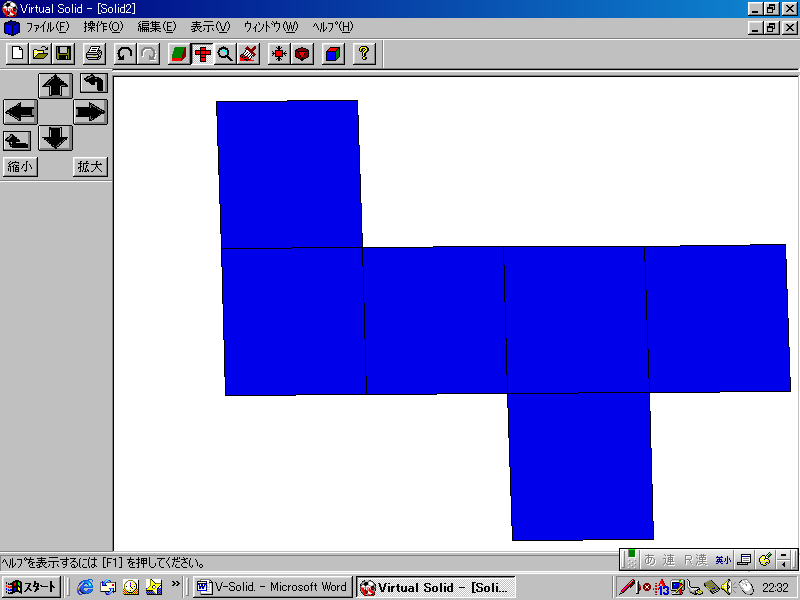 Virtual Solid - [Solid2]
ファイル(F) 操作(O) 編集(E) 表示(V) ウィンドウ(W) ヘルプ(H)
縮小 拡大
ヘルプを表示するには [F1] を押してください。
あ 連 R漢 英小
スタート V-Solid. - Microsoft Word Virtual Solid - [Soli... 22:32